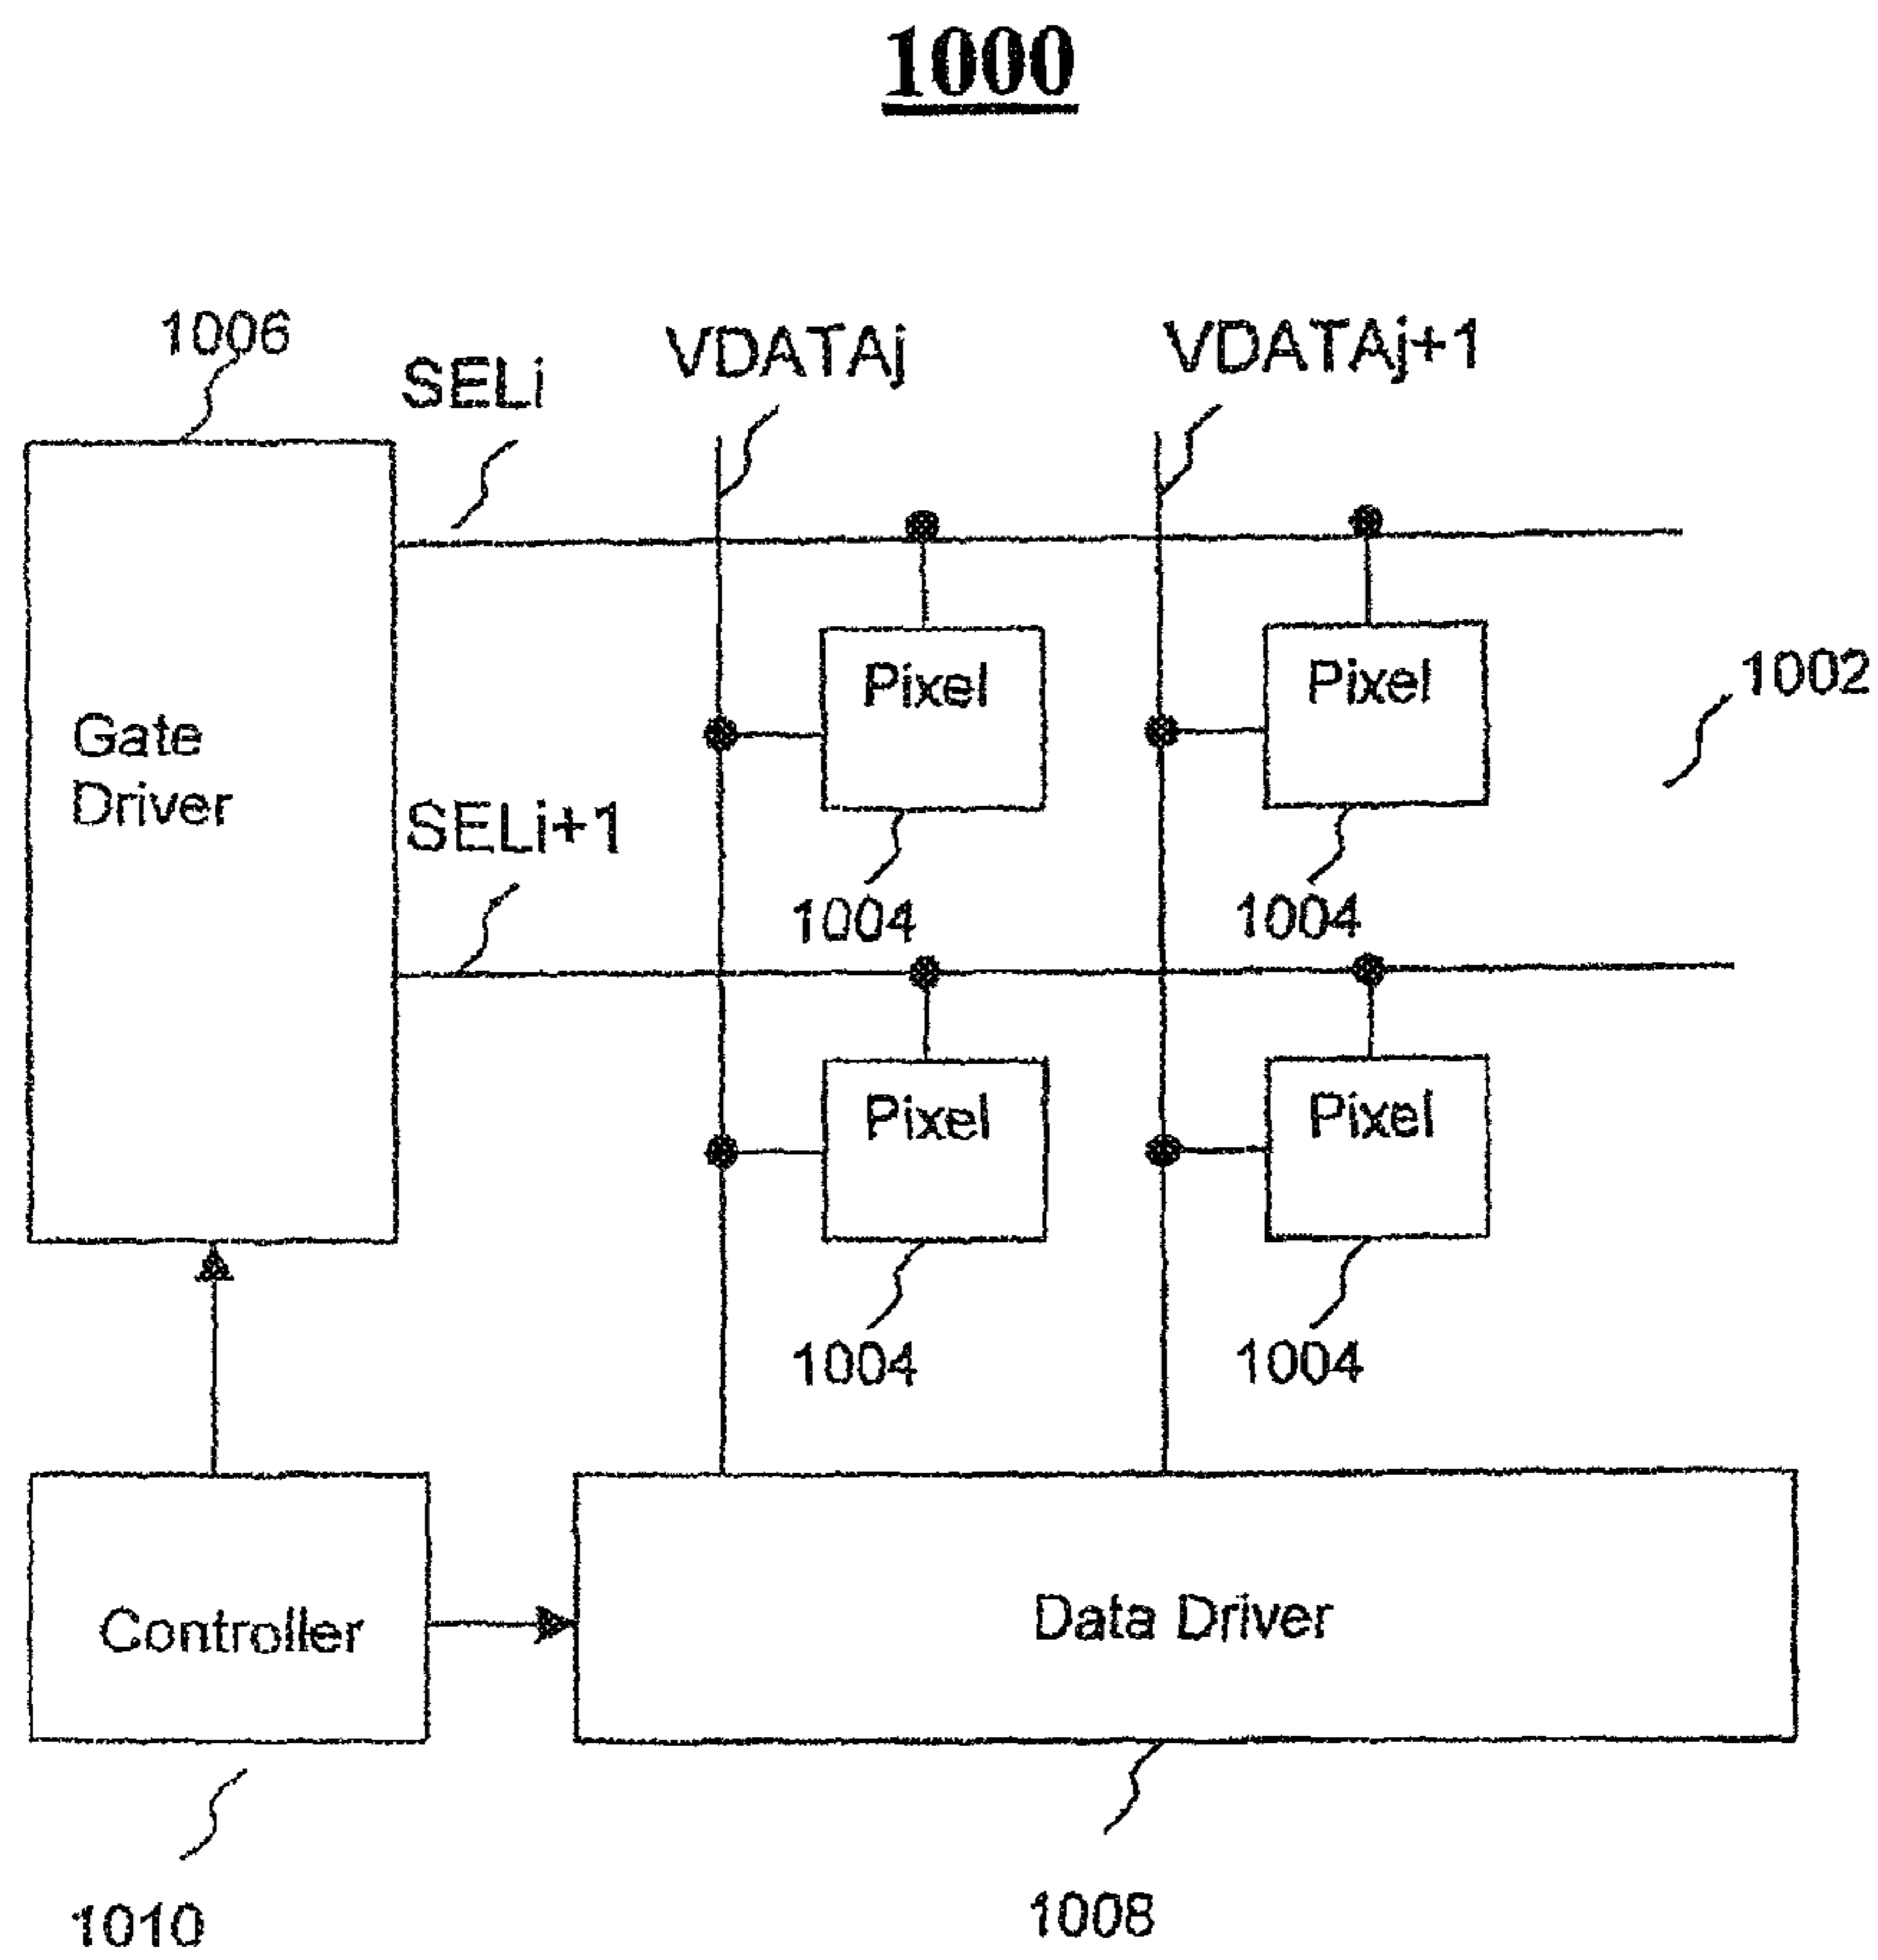 1000
1006
SELi
VDATAj
VDATAj+1
Pixel
Pixel
1002
Gate
Driver
SELi+1
1004
1004
Pixel
Pixel
1004
1004
Controller
Data Driver
1010
1008